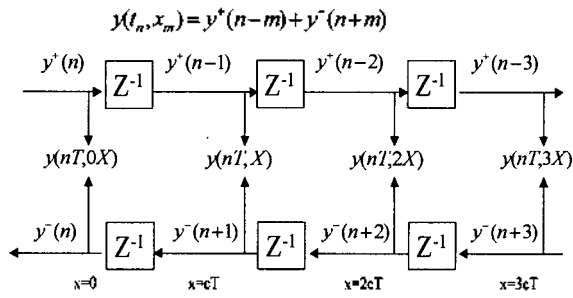 y(t_n, x_m) = y⁺(n−m) + y⁻(n+m)
y⁺(n) Z⁻¹ y⁺(n−1) Z⁻¹ y⁺(n−2) Z⁻¹ y⁺(n−3)
y(nT,0X) y(nT,X) y(nT,2X) y(nT,3X)
y⁻(n) Z⁻¹ y⁻(n+1) Z⁻¹ y⁻(n+2) Z⁻¹ y⁻(n+3)
x=0 x=cT x=2cT x=3cT